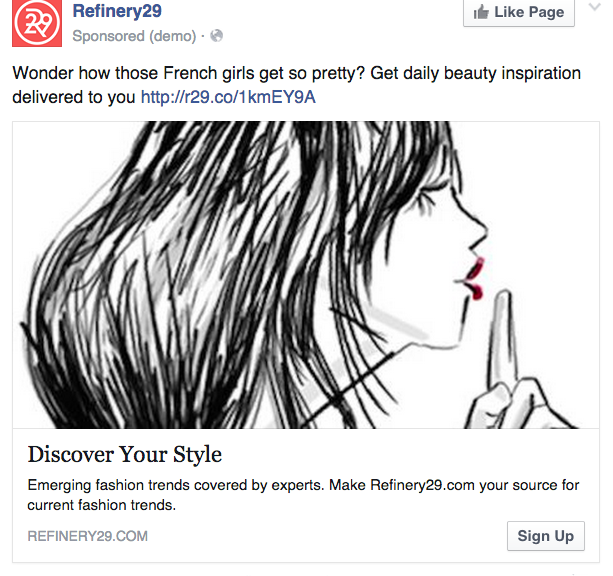 29
Refinery29
Like Page
Sponsored (demo) ·
Wonder how those French girls get so pretty? Get daily beauty inspiration
delivered to you http://r29.co/1kmEY9A
Discover Your Style
Emerging fashion trends covered by experts. Make Refinery29.com your source for
current fashion trends.
REFINERY29.COM
Sign Up